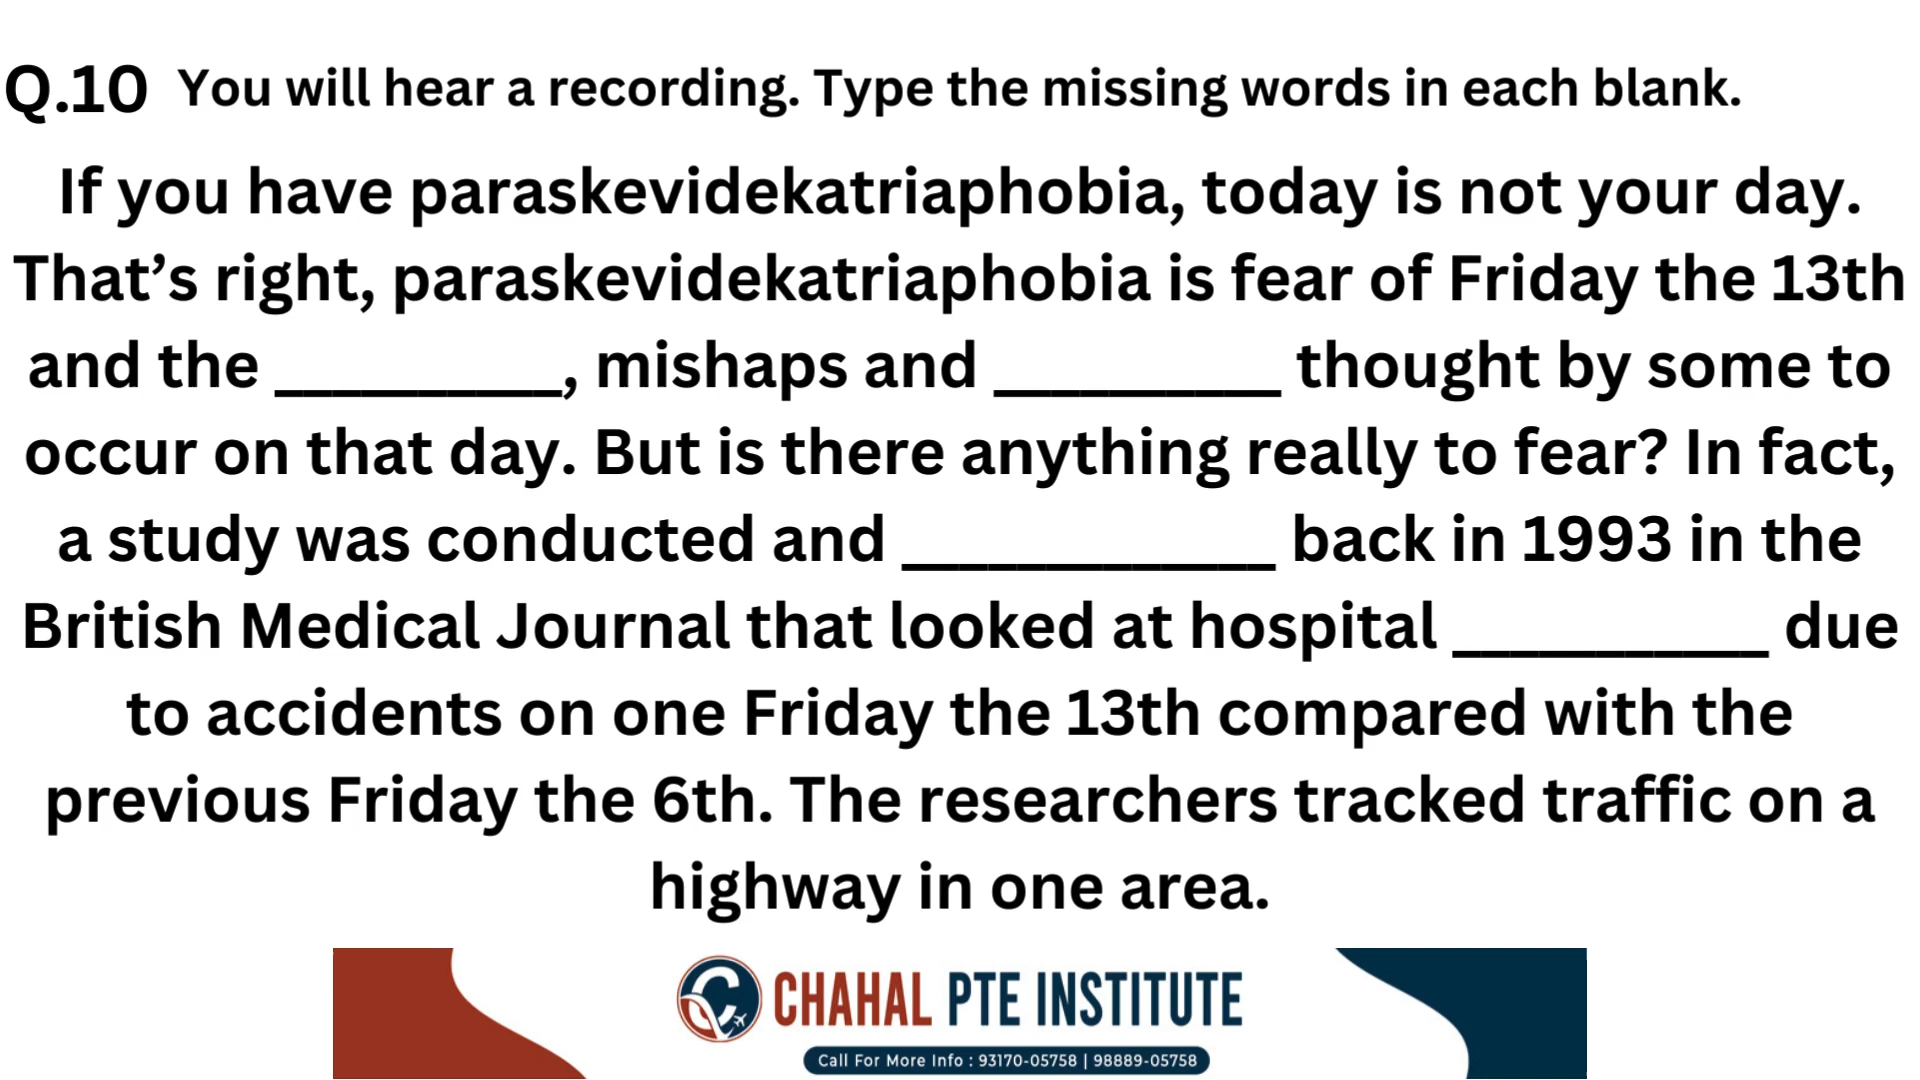 Q.10 You will hear a recording. Type the missing words in each blank.
If you have paraskevidekatriaphobia, today is not your day.
That’s right, paraskevidekatriaphobia is fear of Friday the 13th
and the _________, mishaps and _________ thought by some to
occur on that day. But is there anything really to fear? In fact,
a study was conducted and ____________ back in 1993 in the
British Medical Journal that looked at hospital __________ due
to accidents on one Friday the 13th compared with the
previous Friday the 6th. The researchers tracked traffic on a
highway in one area.
CHAHAL PTE INSTITUTE
Call For More Info : 93170-05758 | 98889-05758